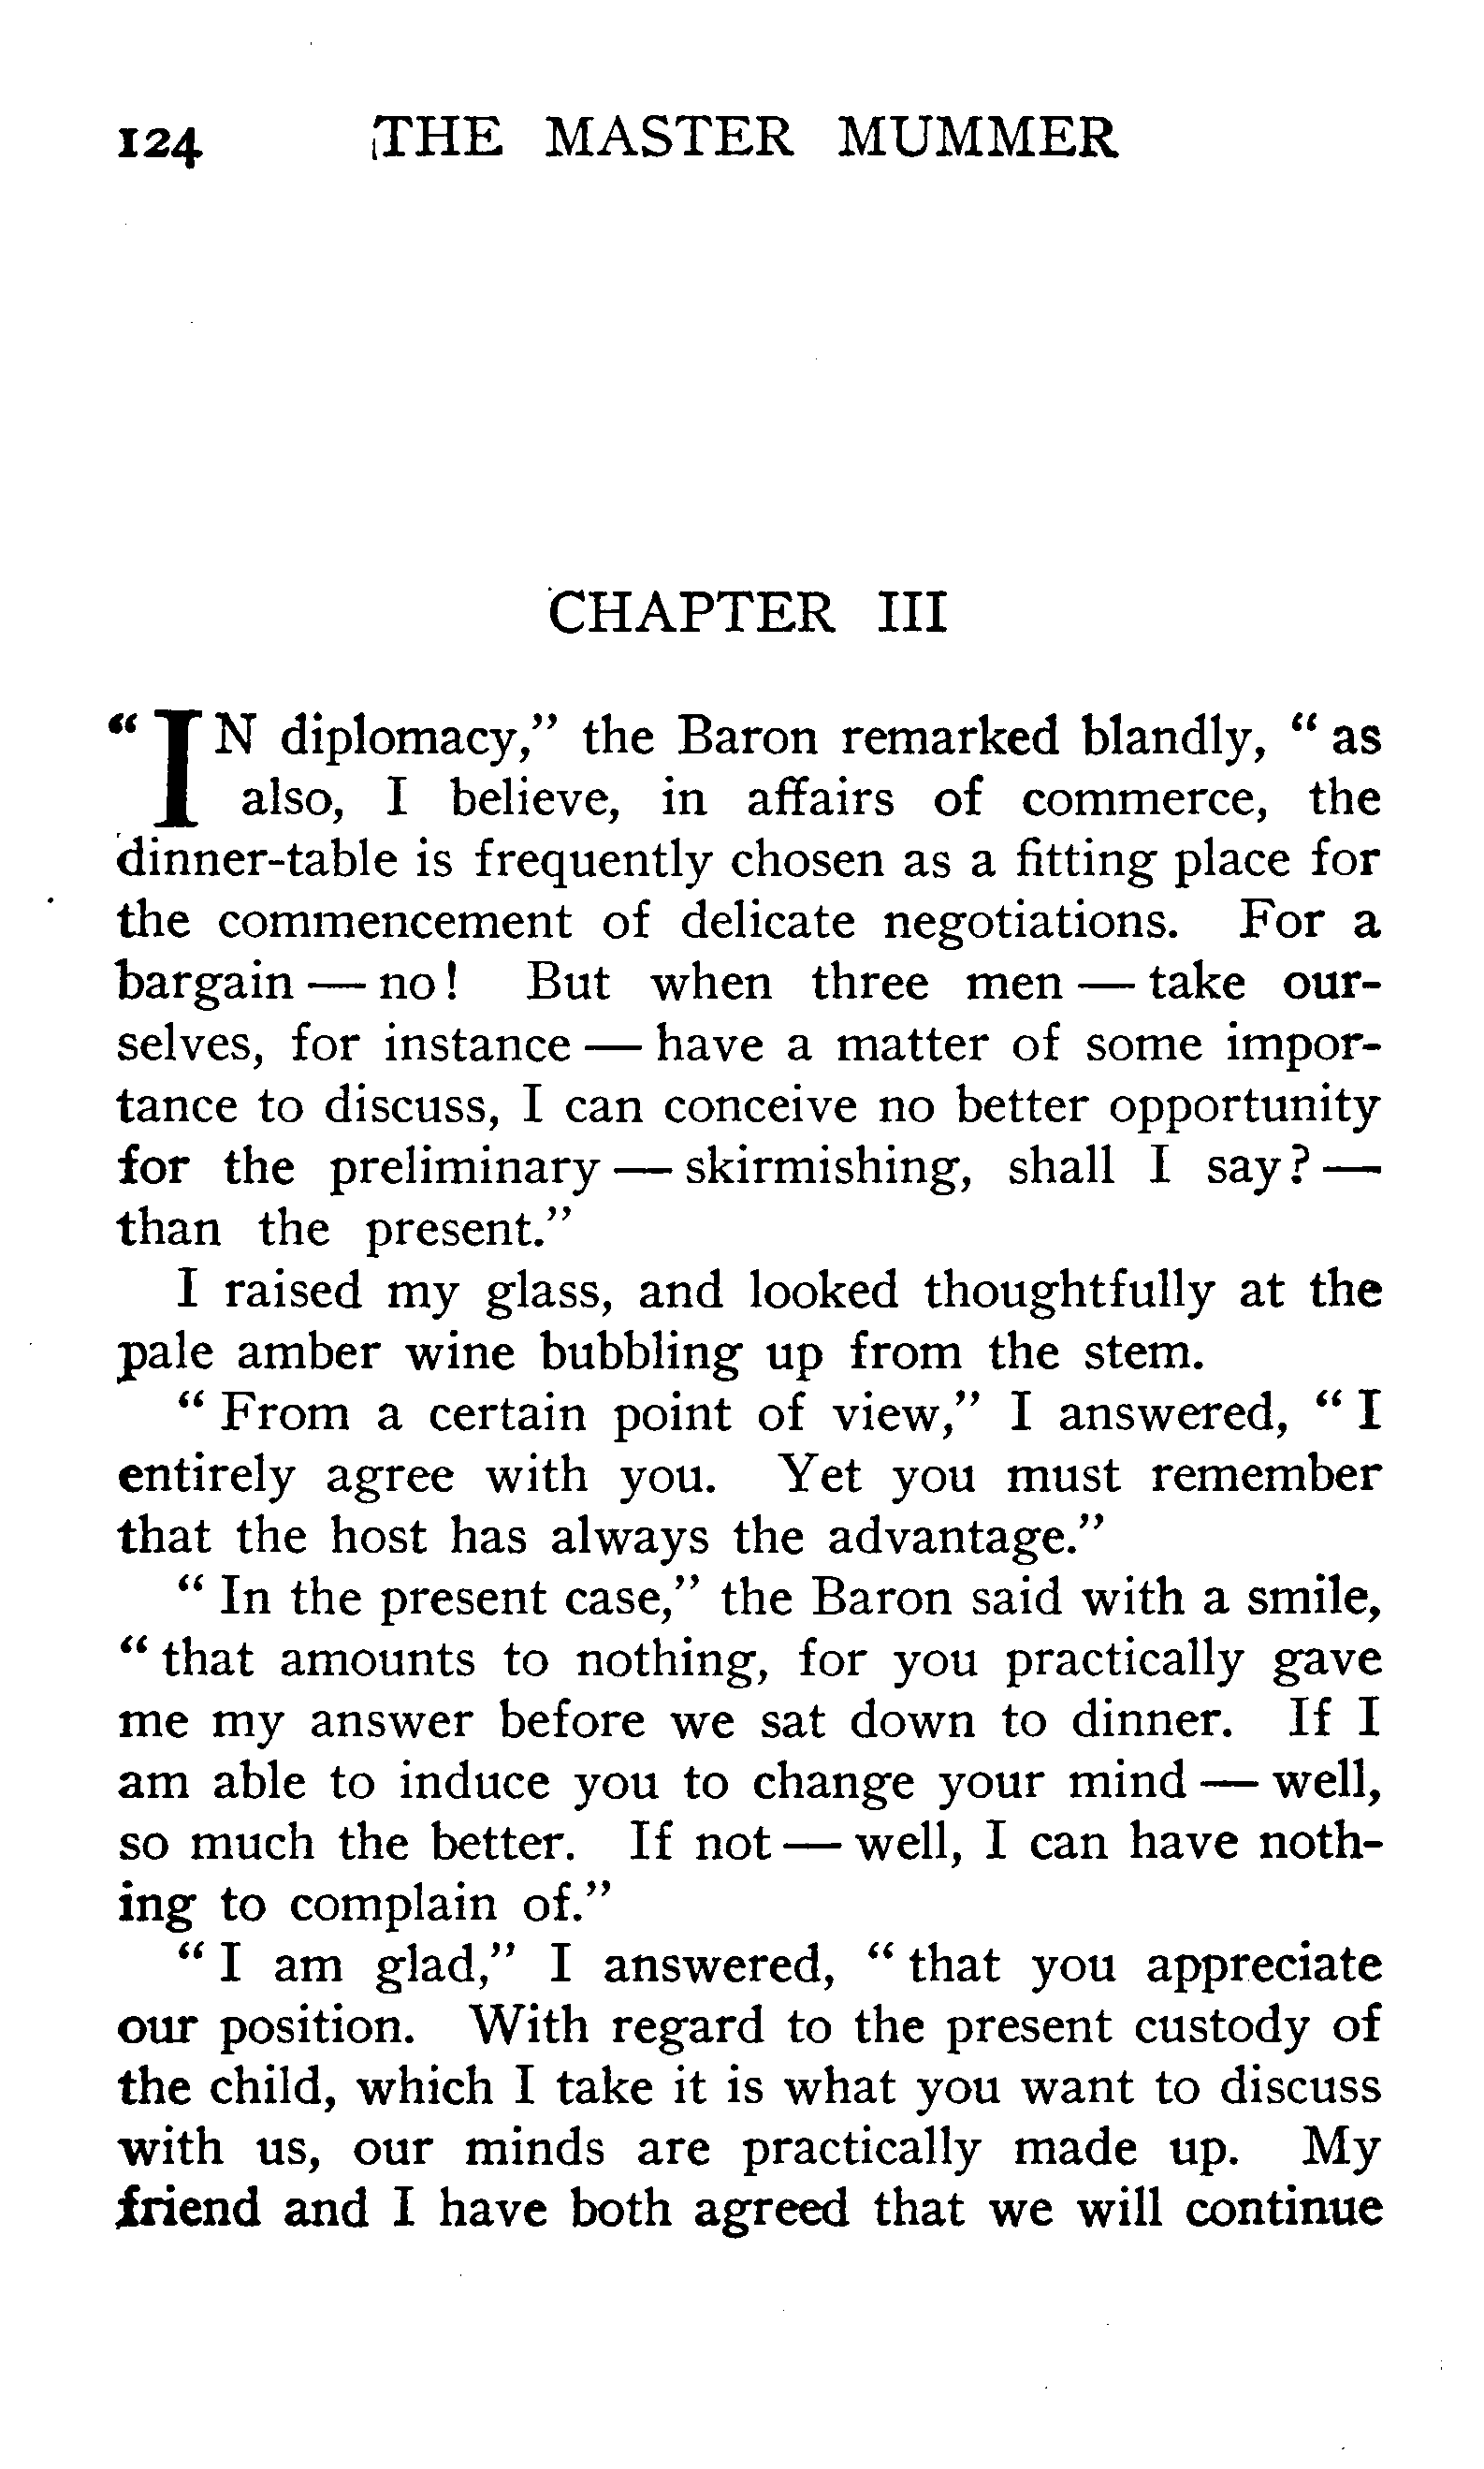 124 THE MASTER MUMMER
CHAPTER III
“ IN diplomacy,” the Baron remarked blandly, “ as
also, I believe, in affairs of commerce, the
dinner-table is frequently chosen as a fitting place for
the commencement of delicate negotiations. For a
bargain — no! But when three men — take our-
selves, for instance — have a matter of some impor-
tance to discuss, I can conceive no better opportunity
for the preliminary — skirmishing, shall I say? —
than the present.”
I raised my glass, and looked thoughtfully at the
pale amber wine bubbling up from the stem.
“ From a certain point of view,” I answered, “ I
entirely agree with you. Yet you must remember
that the host has always the advantage.”
“ In the present case,” the Baron said with a smile,
“ that amounts to nothing, for you practically gave
me my answer before we sat down to dinner. If I
am able to induce you to change your mind — well,
so much the better. If not — well, I can have noth-
ing to complain of.”
“ I am glad,” I answered, “ that you appreciate
our position. With regard to the present custody of
the child, which I take it is what you want to discuss
with us, our minds are practically made up. My
friend and I have both agreed that we will continue